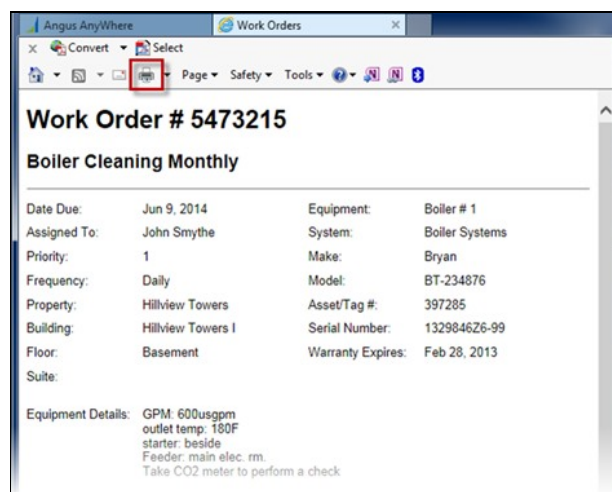 Angus AnyWhere
Work Orders ×
x Convert Select
Page Safety Tools
Work Order # 5473215
Boiler Cleaning Monthly
Date Due: Jun 9, 2014 Equipment: Boiler # 1
Assigned To: John Smythe System: Boiler Systems
Priority: 1 Make: Bryan
Frequency: Daily Model: BT-234876
Property: Hillview Towers Asset/Tag #: 397285
Building: Hillview Towers I Serial Number: 1329846Z6-99
Floor: Basement Warranty Expires: Feb 28, 2013
Suite:
Equipment Details: GPM: 600usgpm
outlet temp: 180F
starter: beside
Feeder: main elec. rm.
Take CO2 meter to perform a check